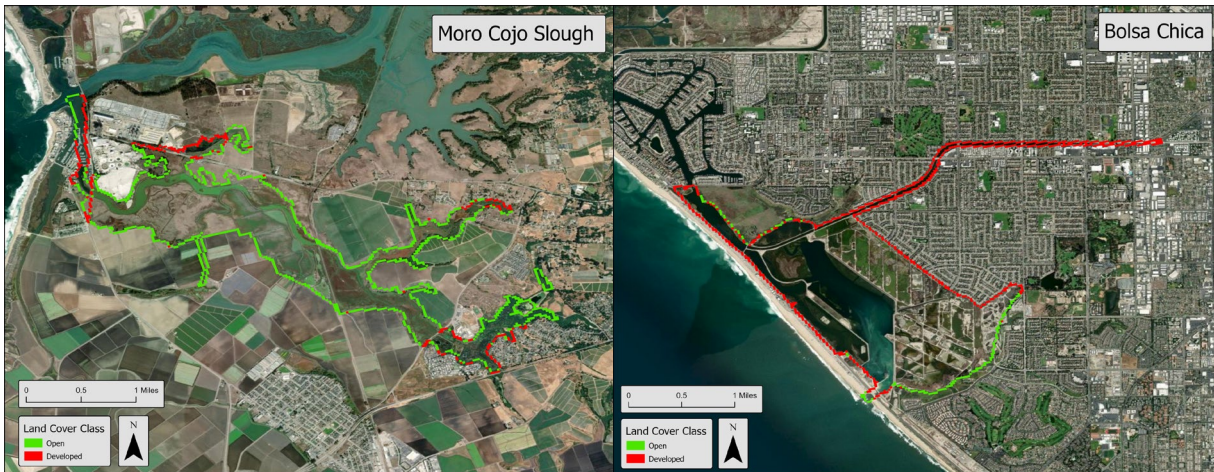 Moro Cojo Slough
0 0.5 1 Miles
Land Cover Class
Open
Developed
N
Bolsa Chica
0 0.5 1 Miles
Land Cover Class
Open
Developed
N